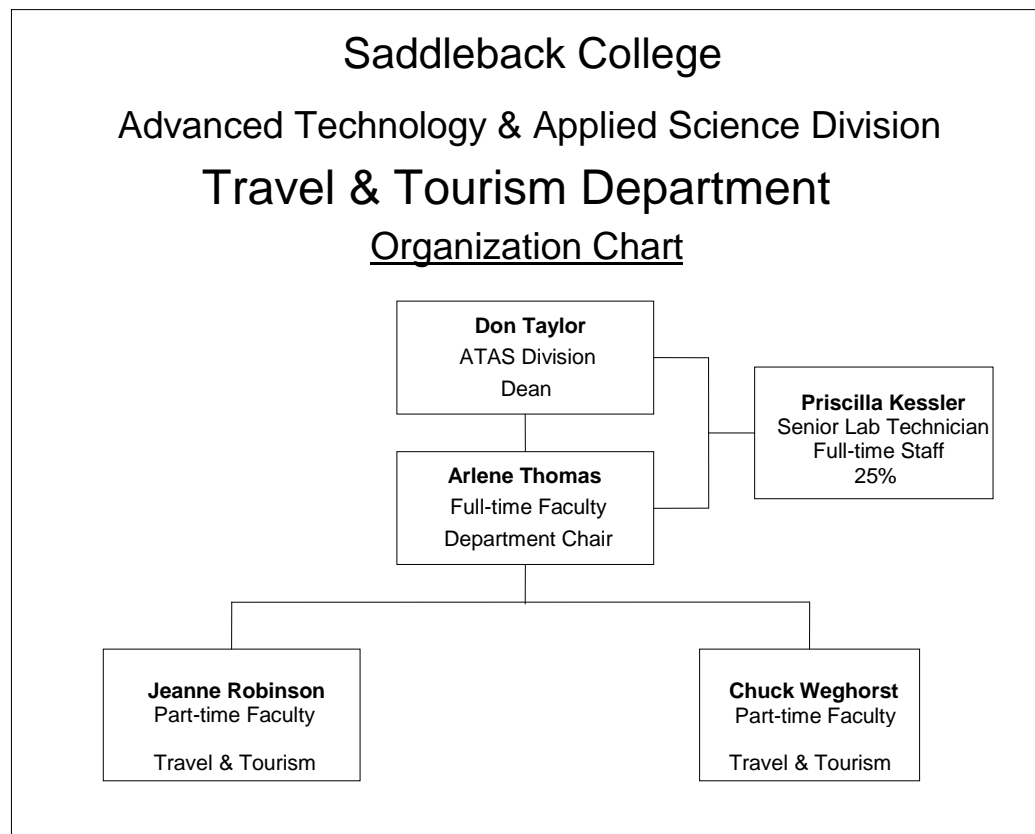 Saddleback College
Advanced Technology & Applied Science Division
Travel & Tourism Department
Organization Chart
Don Taylor
ATAS Division
Dean
Priscilla Kessler
Senior Lab Technician
Full-time Staff
25%
Arlene Thomas
Full-time Faculty
Department Chair
Jeanne Robinson
Part-time Faculty
Travel & Tourism
Chuck Weghorst
Part-time Faculty
Travel & Tourism